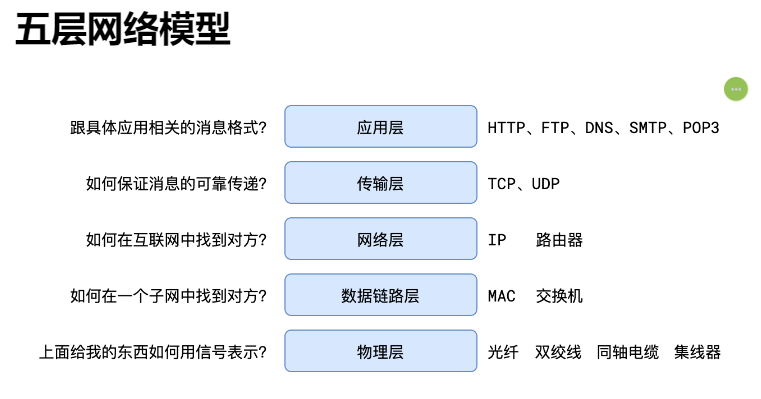 五层网络模型
跟具体应用相关的消息格式? 应用层 HTTP、FTP、DNS、SMTP、POP3
如何保证消息的可靠传递? 传输层 TCP、UDP
如何在互联网中找到对方? 网络层 IP 路由器
如何在一个子网中找到对方? 数据链路层 MAC 交换机
上面给我的东西如何用信号表示? 物理层 光纤 双绞线 同轴电缆 集线器